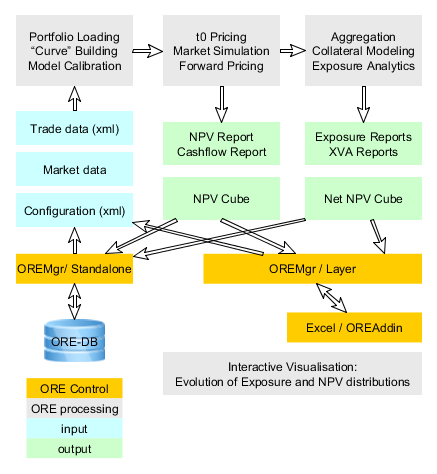 Portfolio Loading
“Curve” Building
Model Calibration
t0 Pricing
Market Simulation
Forward Pricing
Aggregation
Collateral Modeling
Exposure Analytics
Trade data (xml)
NPV Report
Cashflow Report
Exposure Reports
XVA Reports
Market data
NPV Cube
Net NPV Cube
Configuration (xml)
OREMgr/ Standalone
OREMgr / Layer
Excel / OREAddin
ORE-DB
Interactive Visualisation:
Evolution of Exposure and NPV distributions
ORE Control
ORE processing
input
output